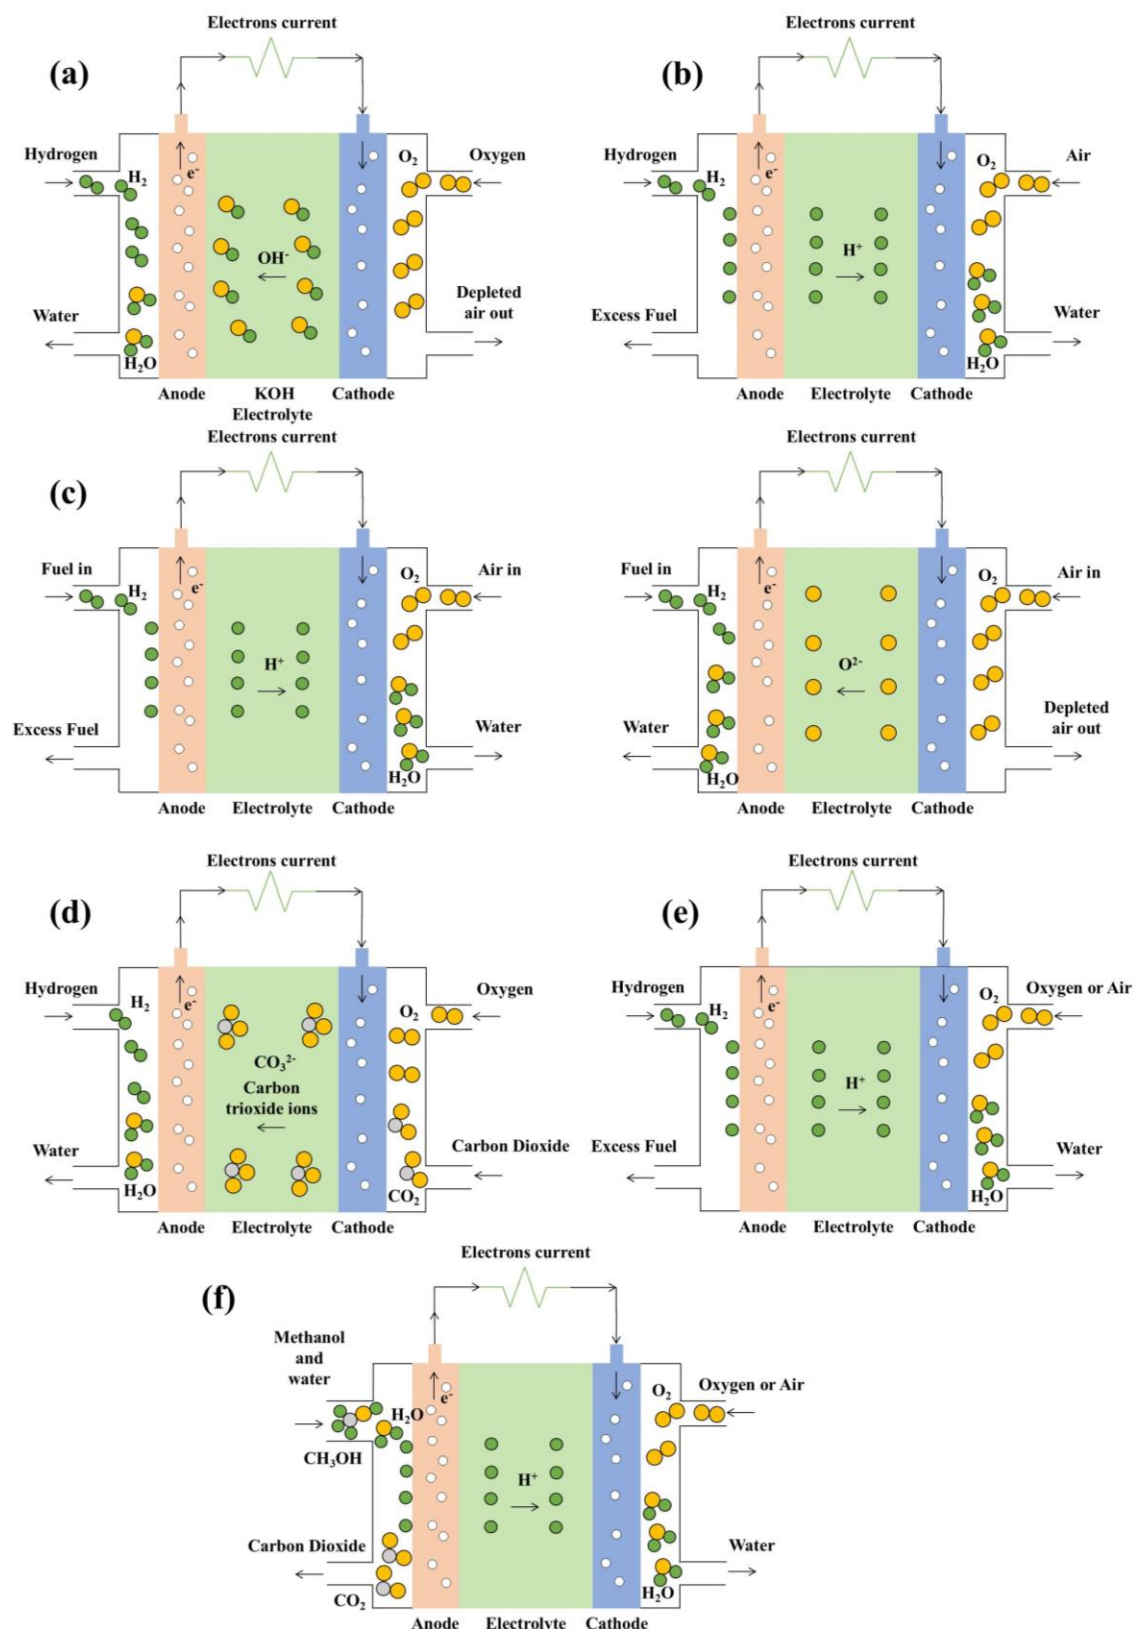 Electrons current
(a)
Hydrogen
H2
e-
O2
Oxygen
OH-
Water
H2O
Depleted
air out
Anode
KOH
Electrolyte
Cathode
Electrons current
(b)
Hydrogen
H2
e-
O2
Air
H+
Excess Fuel
Water
H2O
Anode
Electrolyte
Cathode
Electrons current
(c)
Fuel in
H2
e-
O2
Air in
H+
Excess Fuel
Water
H2O
Anode
Electrolyte
Cathode
Electrons current
Fuel in
H2
e-
O2
Air in
O2-
Water
H2O
Depleted
air out
Anode
Electrolyte
Cathode
Electrons current
(d)
Hydrogen
H2
e-
Oxygen
CO3 2-
Carbon
trioxide ions
Water
H2O
Carbon Dioxide
CO2
Anode
Electrolyte
Cathode
Electrons current
(e)
Hydrogen
H2
e-
O2
Oxygen or Air
H+
Excess Fuel
Water
H2O
Anode
Electrolyte
Cathode
Electrons current
(f)
Methanol
and
water
H2O
CH3OH
e-
O2
Oxygen or Air
H+
Carbon Dioxide
CO2
Water
H2O
Anode
Electrolyte
Cathode